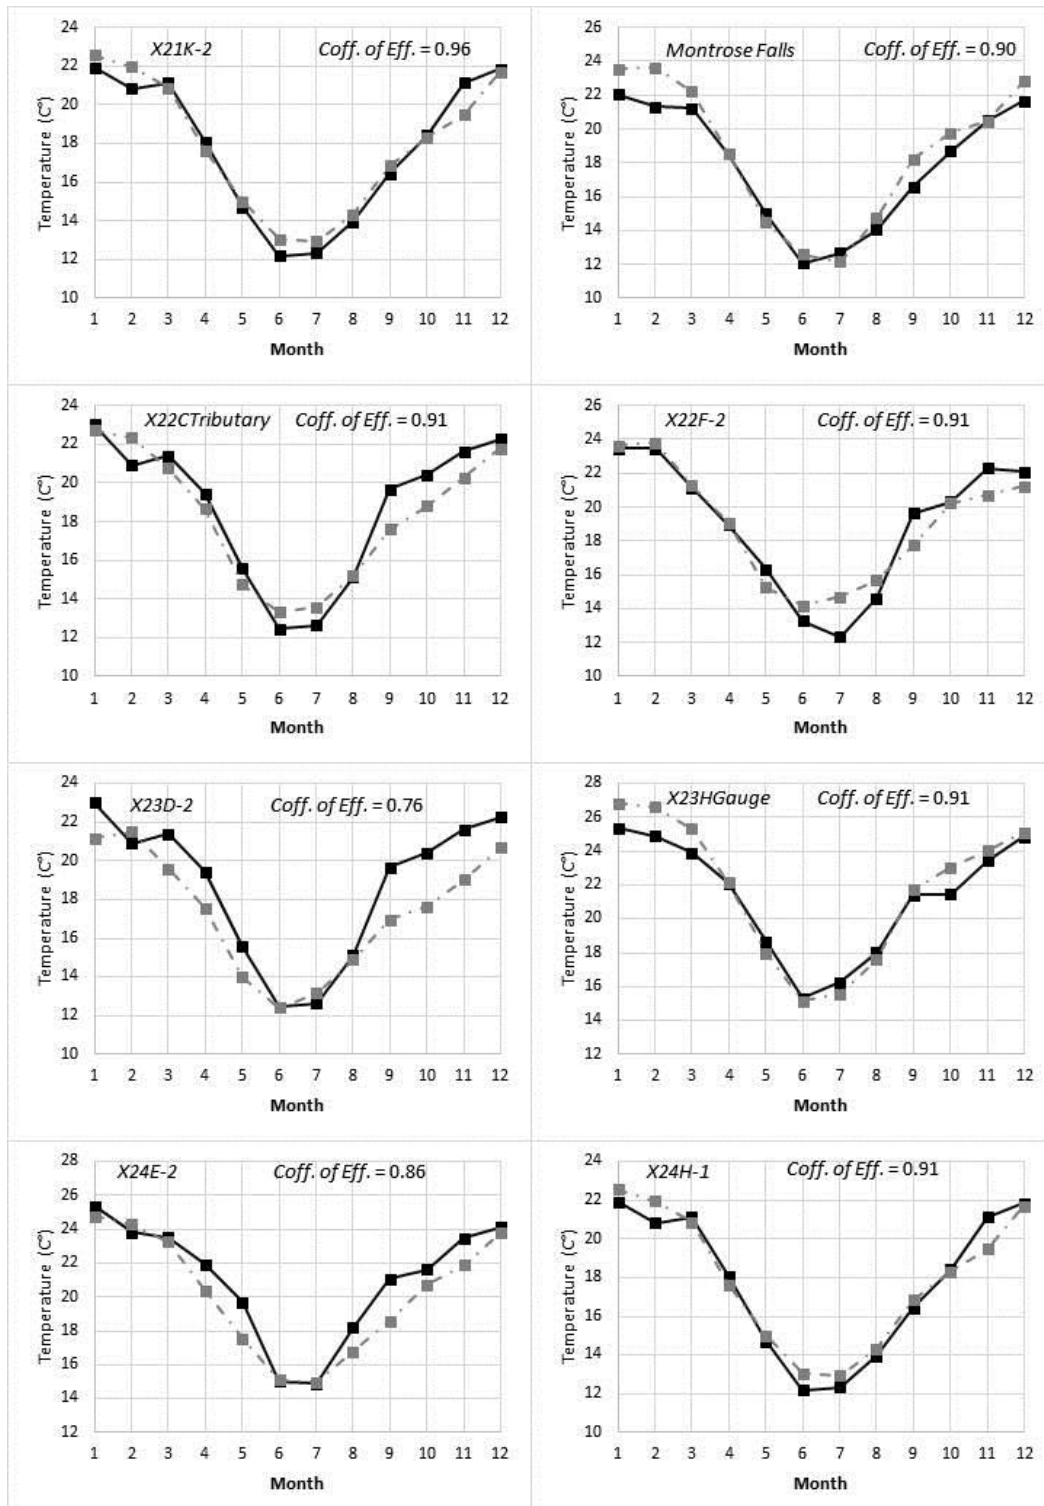 X21K-2 Coff. of Eff. = 0.96
24
22
20
18
16
14
12
10
Temperature (C°)
1 2 3 4 5 6 7 8 9 10 11 12
Month
Montrose Falls Coff. of Eff. = 0.90
26
24
22
20
18
16
14
12
10
Temperature (C°)
1 2 3 4 5 6 7 8 9 10 11 12
Month
X22CTributary Coff. of Eff. = 0.91
24
22
20
18
16
14
12
10
Temperature (C°)
1 2 3 4 5 6 7 8 9 10 11 12
Month
X22F-2 Coff. of Eff. = 0.91
26
24
22
20
18
16
14
12
10
Temperature (C°)
1 2 3 4 5 6 7 8 9 10 11 12
Month
X23D-2 Coff. of Eff. = 0.76
24
22
20
18
16
14
12
10
Temperature (C°)
1 2 3 4 5 6 7 8 9 10 11 12
Month
X23HGauge Coff. of Eff. = 0.91
28
26
24
22
20
18
16
14
12
Temperature (C°)
1 2 3 4 5 6 7 8 9 10 11 12
Month
X24E-2 Coff. of Eff. = 0.86
28
26
24
22
20
18
16
14
12
Temperature (C°)
1 2 3 4 5 6 7 8 9 10 11 12
Month
X24H-1 Coff. of Eff. = 0.91
24
22
20
18
16
14
12
10
Temperature (C°)
1 2 3 4 5 6 7 8 9 10 11 12
Month